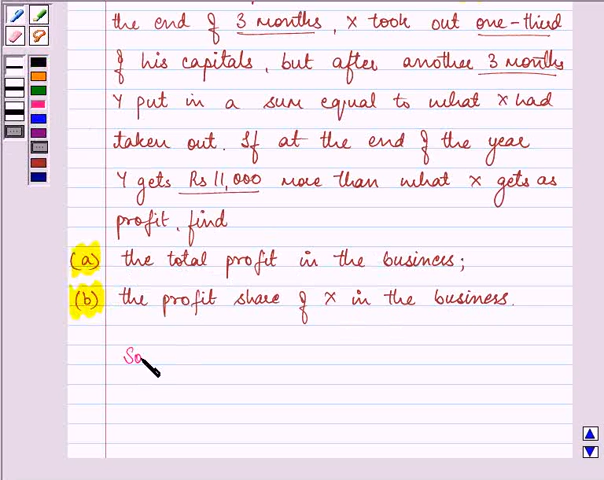 the end of 3 months, X took out one-third
of his capitals, but after another 3 months
Y put in a sum equal to what X had
taken out. If at the end of the year
Y gets Rs 11,000 more than what X gets as
profit, find
(a) the total profit in the business;
(b) the profit share of X in the business.
So